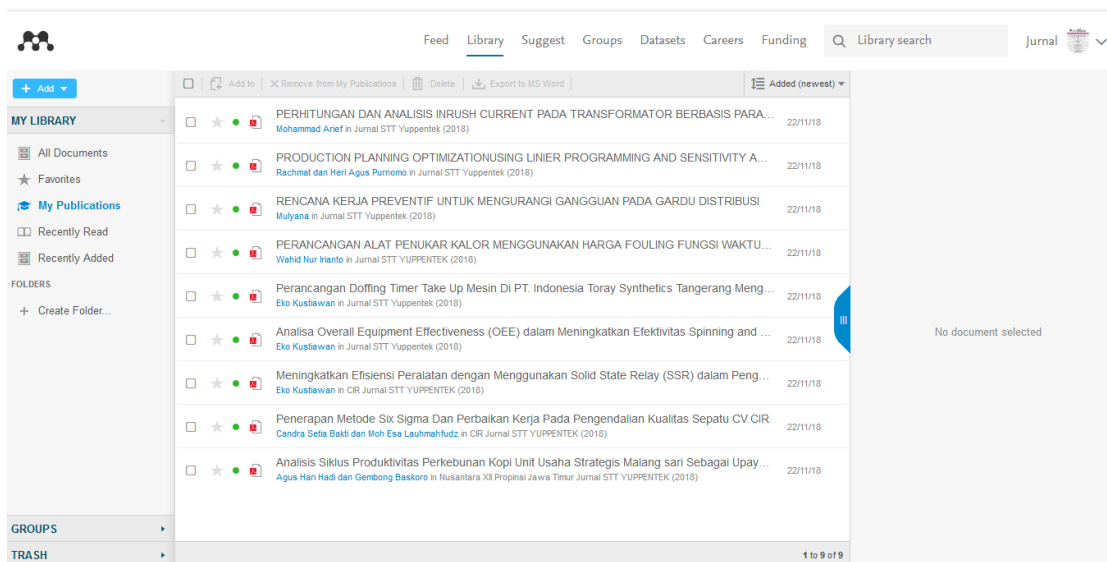 Feed Library Suggest Groups Datasets Careers Funding Library search Jurnal
+ Add
Add to Remove from My Publications Delete Export to MS Word Added (newest)
MY LIBRARY
All Documents
Favorites
My Publications
Recently Read
Recently Added
FOLDERS
+ Create Folder...
GROUPS
TRASH
PERHITUNGAN DAN ANALISIS INRUSH CURRENT PADA TRANSFORMATOR BERBASIS PARA... 22/11/18
Mohammad Arief in Jurnal STT Yuppentek (2018)
PRODUCTION PLANNING OPTIMIZATIONUSING LINIER PROGRAMMING AND SENSITIVITY A... 22/11/18
Rachmat dan Heri Agus Purnomo in Jurnal STT Yuppentek (2018)
RENCANA KERJA PREVENTIF UNTUK MENGURANGI GANGGUAN PADA GARDU DISTRIBUSI 22/11/18
Mulyana in Jurnal STT Yuppentek (2018)
PERANCANGAN ALAT PENUKAR KALOR MENGGUNAKAN HARGA FOULING FUNGSI WAKTU... 22/11/18
Wahid Nur Irianto in Jurnal STT YUPPENTEK (2018)
Perancangan Doffing Timer Take Up Mesin Di PT. Indonesia Toray Synthetics Tangerang Meng... 22/11/18
Eko Kustiawan in Jurnal STT Yuppentek (2018)
Analisa Overall Equipment Effectiveness (OEE) dalam Meningkatkan Efektivitas Spinning and ... 22/11/18
Eko Kustiawan in Jurnal STT Yuppentek (2018)
Meningkatkan Efisiensi Peralatan dengan Menggunakan Solid State Relay (SSR) dalam Peng... 22/11/18
Eko Kustiawan in CIR Jurnal STT YUPPENTEK (2018)
Penerapan Metode Six Sigma Dan Perbaikan Kerja Pada Pengendalian Kualitas Sepatu CV.CIR 22/11/18
Candra Setia Bakti dan Moh Esa Lauhmahfudz in CIR Jurnal STT YUPPENTEK (2018)
Analisis Siklus Produktivitas Perkebunan Kopi Unit Usaha Strategis Malang sari Sebagai Upay... 22/11/18
Agus Hari Hadi dan Gembong Baskoro in Nusantara XII Propinsi Jawa Timur Jurnal STT YUPPENTEK (2018)
1 to 9 of 9
No document selected